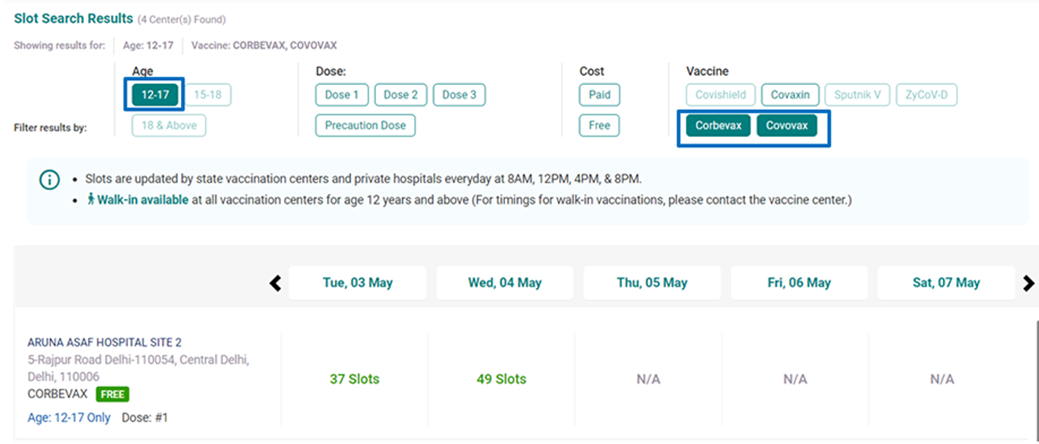 Slot Search Results (4 Center(s) Found)
Showing results for: Age: 12-17 Vaccine: CORBEVAX, COVOVAX
Filter results by:
Age
12-17 15-18
18 & Above
Dose:
Dose 1 Dose 2 Dose 3
Precaution Dose
Cost
Paid
Free
Vaccine
Covishield Covaxin Sputnik V ZyCoV-D
Corbevax Covovax
• Slots are updated by state vaccination centers and private hospitals everyday at 8AM, 12PM, 4PM, & 8PM.
• Walk-in available at all vaccination centers for age 12 years and above (For timings for walk-in vaccinations, please contact the vaccine center.)
Tue, 03 May Wed, 04 May Thu, 05 May Fri, 06 May Sat, 07 May
ARUNA ASAF HOSPITAL SITE 2
5-Rajpur Road Delhi-110054, Central Delhi,
Delhi, 110006
CORBEVAX FREE
Age: 12-17 Only Dose: #1
37 Slots 49 Slots N/A N/A N/A